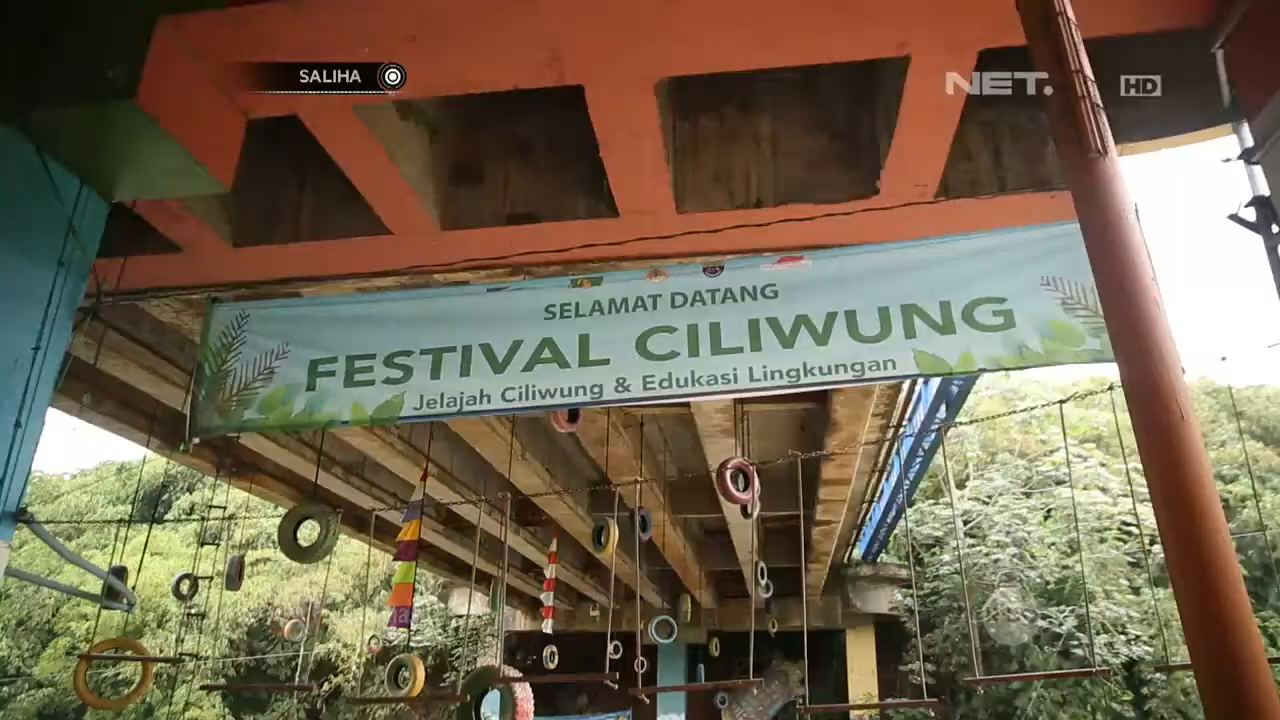 SALIHA
NET.
HD
SELAMAT DATANG
FESTIVAL CILIWUNG
Jelajah Ciliwung & Edukasi Lingkungan